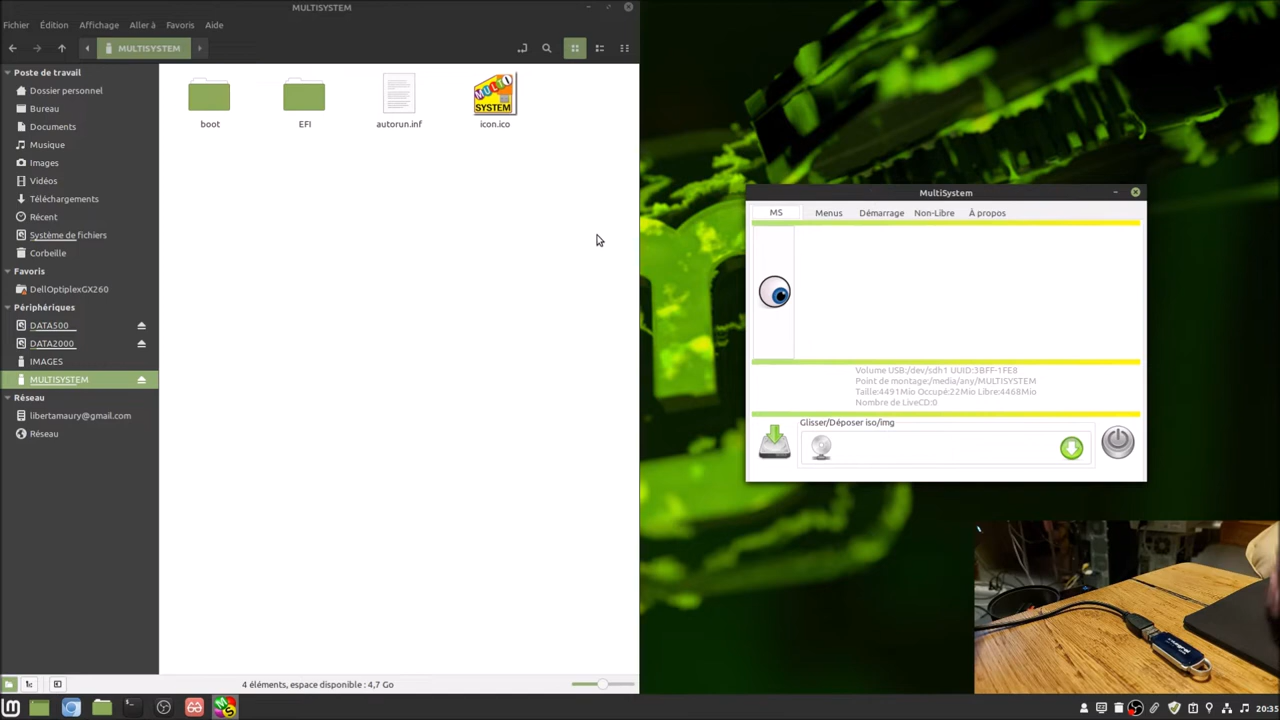 MULTISYSTEM
Fichier Édition Affichage Aller à Favoris Aide
MULTISYSTEM
Poste de travail
Dossier personnel
Bureau
Documents
Musique
Images
Vidéos
Téléchargements
Récent
Système de fichiers
Corbeille
Favoris
DellOptiplexGX260
Périphériques
DATA500
DATA2000
IMAGES
MULTISYSTEM
Réseau
libertamaury@gmail.com
Réseau
boot EFI autorun.inf icon.ico
MULTI
SYSTEM
4 éléments, espace disponible : 4,7 Go
MultiSystem
MS Menus Démarrage Non-Libre À propos
Volume USB:/dev/sdh1 UUID:3BFF-1FE8
Point de montage:/media/any/MULTISYSTEM
Taille:4491Mio Occupé:22Mio Libre:4468Mio
Nombre de LiveCD:0
Glisser/Déposer iso/img
20:35